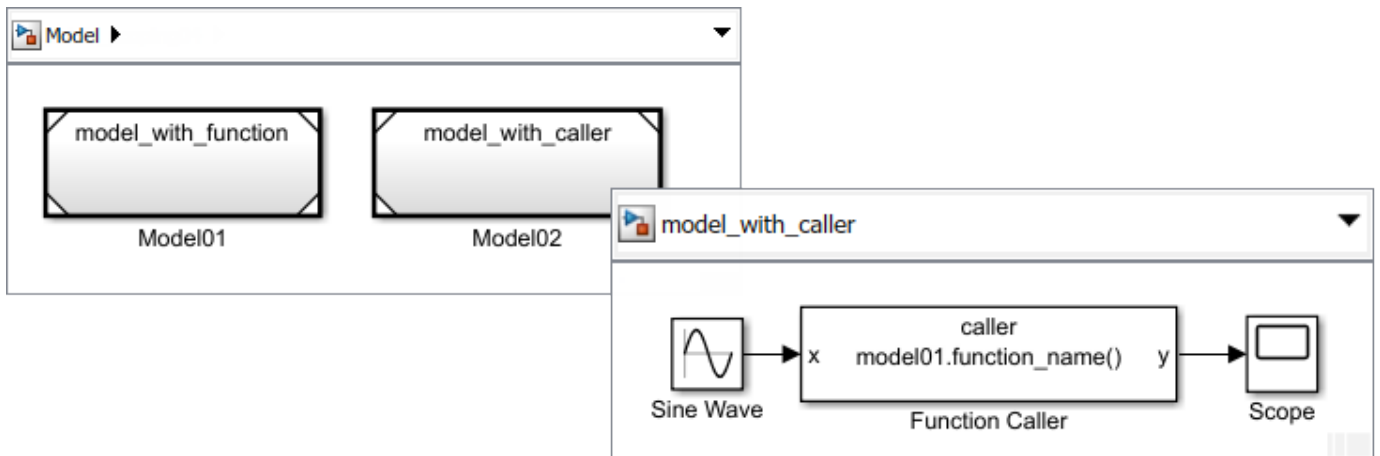 Model
model_with_function
model_with_caller
Model01
Model02
model_with_caller
caller
x
model01.function_name()
y
Sine Wave
Function Caller
Scope